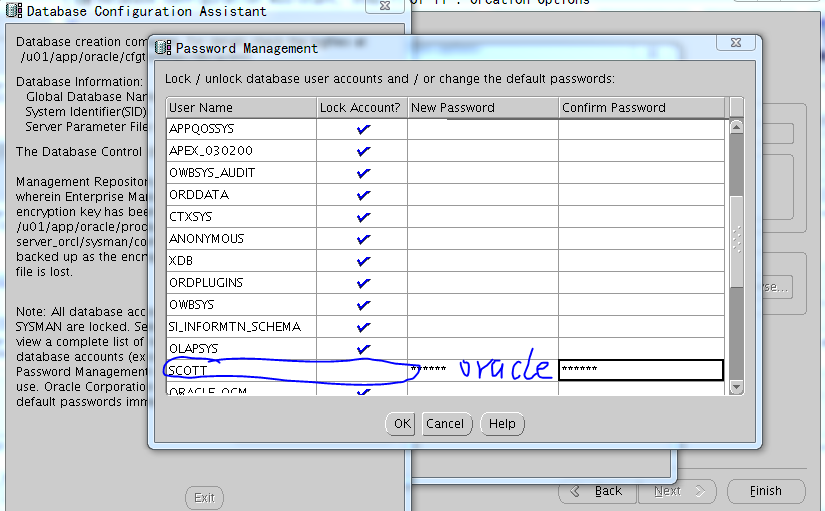 Database Configuration Assistant
Creation Options
Database creation com
/u01/app/oracle/cfgt
Database Information:
Global Database Nam
System Identifier(SID)
Server Parameter File
The Database Control
Management Reposito
wherein Enterprise Ma
encryption key has bee
/u01/app/oracle/prod
server_orcl/sysman/co
backed up as the encr
file is lost.
Note: All database acc
SYSMAN are locked. Se
view a complete list of
database accounts (ex
Password Management
use. Oracle Corporatio
default passwords imm
Exit
Password Management
Lock / unlock database user accounts and / or change the default passwords:
User Name Lock Account? New Password Confirm Password
APPQOSSYS
APEX_030200
OWBSYS_AUDIT
ORDDATA
CTXSYS
ANONYMOUS
XDB
ORDPLUGINS
OWBSYS
SI_INFORMTN_SCHEMA
OLAPSYS
SCOTT ****** oracle ******
ORACLE_OCM
OK Cancel Help
Back Next Finish